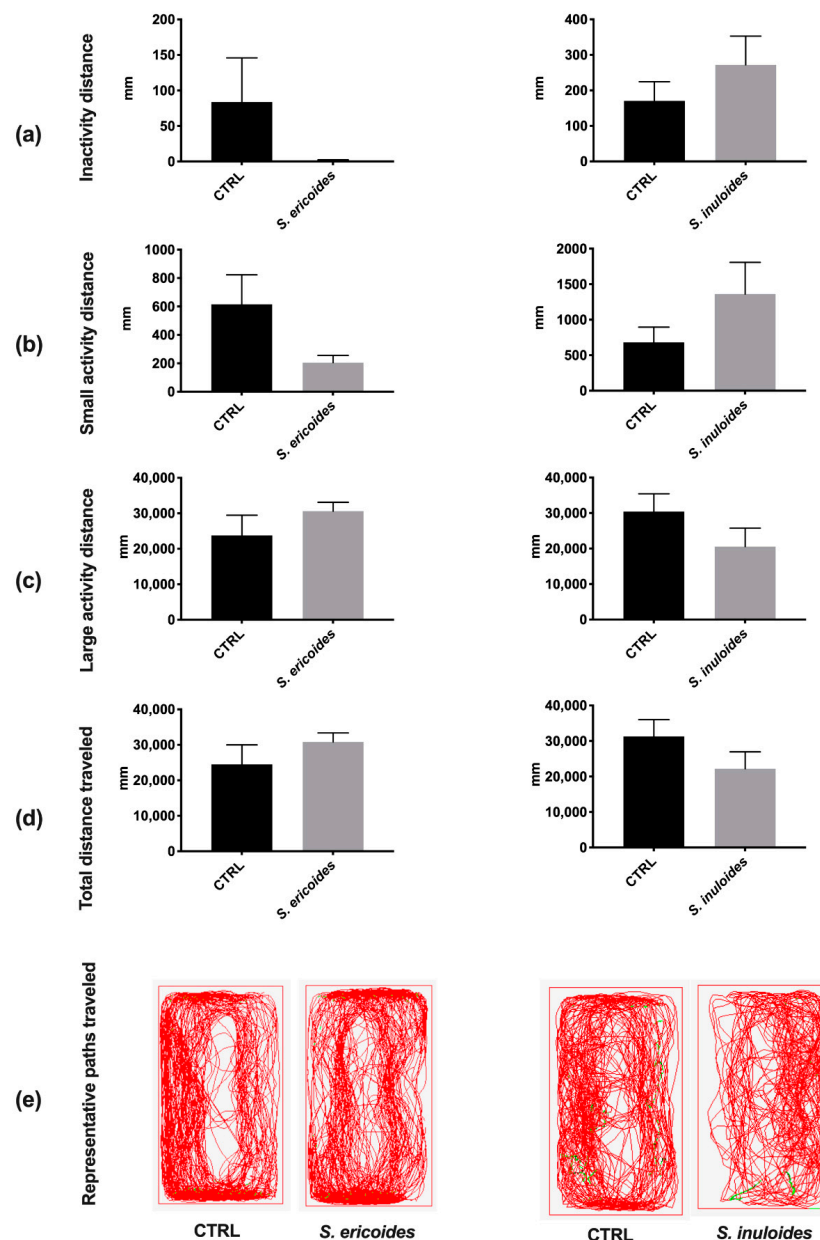 (a)
Inactivity distance
mm
200
150
100
50
0
CTRL
S. ericoides
mm
400
300
200
100
0
CTRL
S. inuloides
(b)
Small activity distance
mm
1000
800
600
400
200
0
CTRL
S. ericoides
mm
2000
1500
1000
500
0
CTRL
S. inuloides
(c)
Large activity distance
mm
40,000
30,000
20,000
10,000
0
CTRL
S. ericoides
mm
40,000
30,000
20,000
10,000
0
CTRL
S. inuloides
(d)
Total distance traveled
mm
40,000
30,000
20,000
10,000
0
CTRL
S. ericoides
mm
40,000
30,000
20,000
10,000
0
CTRL
S. inuloides
(e)
Representative paths traveled
CTRL
S. ericoides
CTRL
S. inuloides